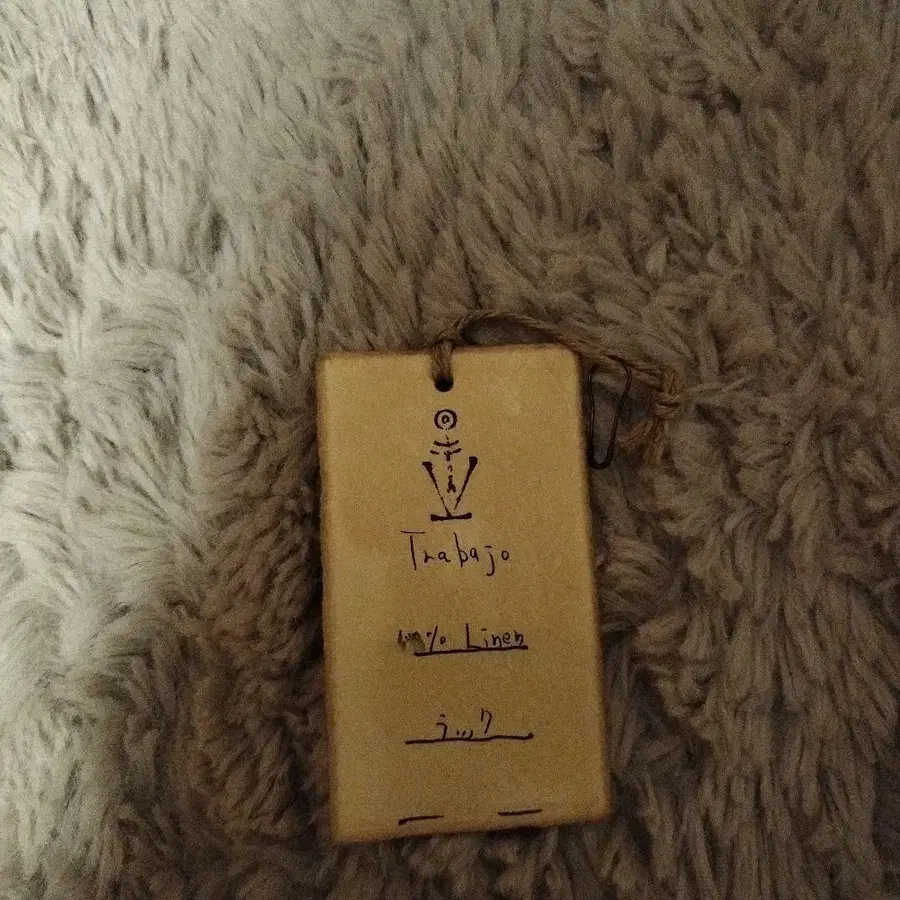 Trabajo
% Linen